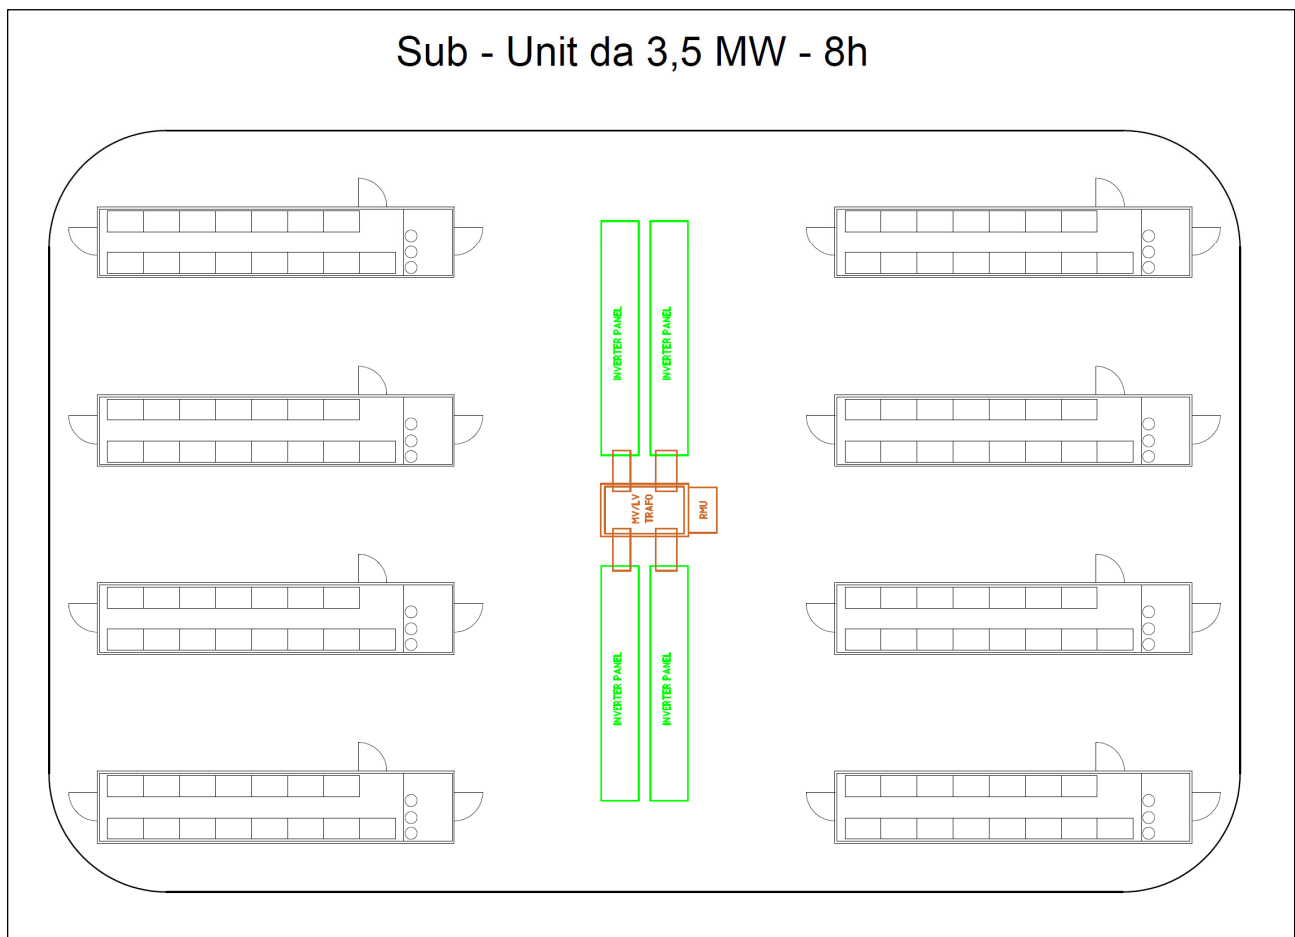 Sub - Unit da 3,5 MW - 8h
INVERTER PANEL
INVERTER PANEL
MV/LV
TRAFO
RMU
INVERTER PANEL
INVERTER PANEL